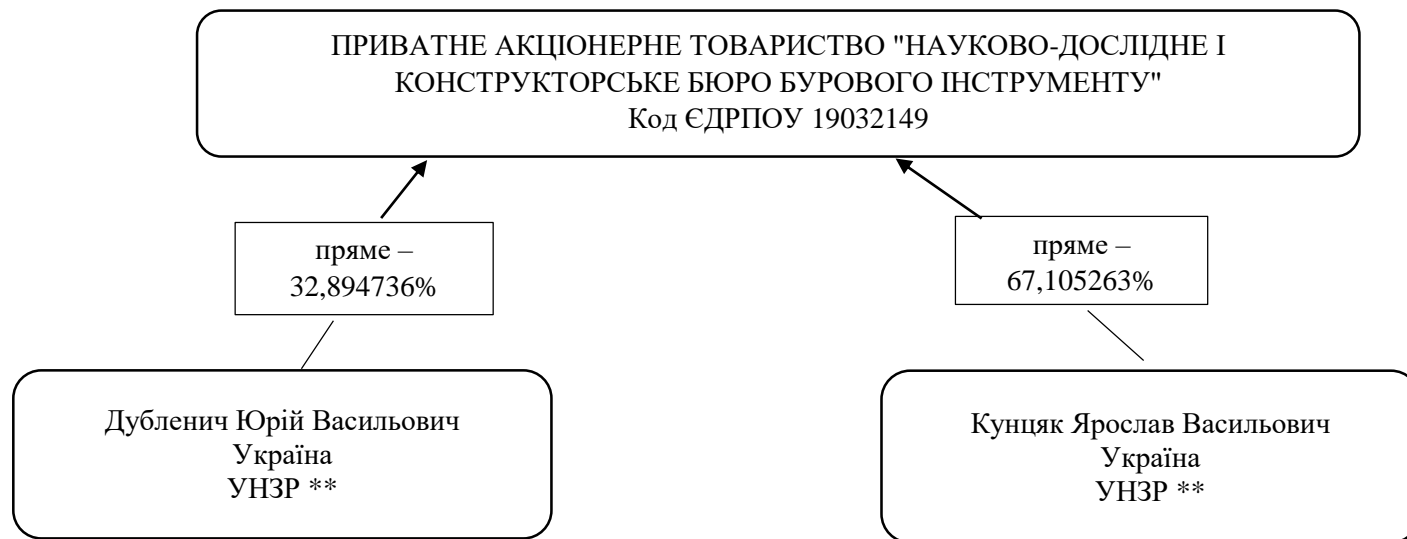 ПРИВАТНЕ АКЦІОНЕРНЕ ТОВАРИСТВО "НАУКОВО-ДОСЛІДНЕ І
КОНСТРУКТОРСЬКЕ БЮРО БУРОВОГО ІНСТРУМЕНТУ"
Код ЄДРПОУ 19032149
пряме –
32,894736%
пряме –
67,105263%
Дубленич Юрій Васильович
Україна
УНЗР **
Кунцяк Ярослав Васильович
Україна
УНЗР **